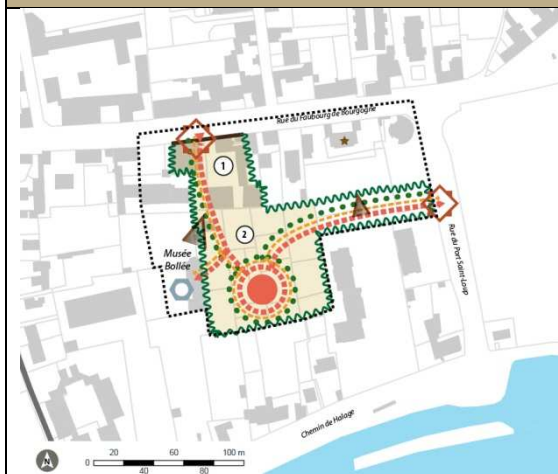 Rue du Faubourg de Bourgogne
1
2
Musée
Bollée
Rue du Port Saint-Loup
Chemin de Halage
N
0 20 40 60 80 100 m